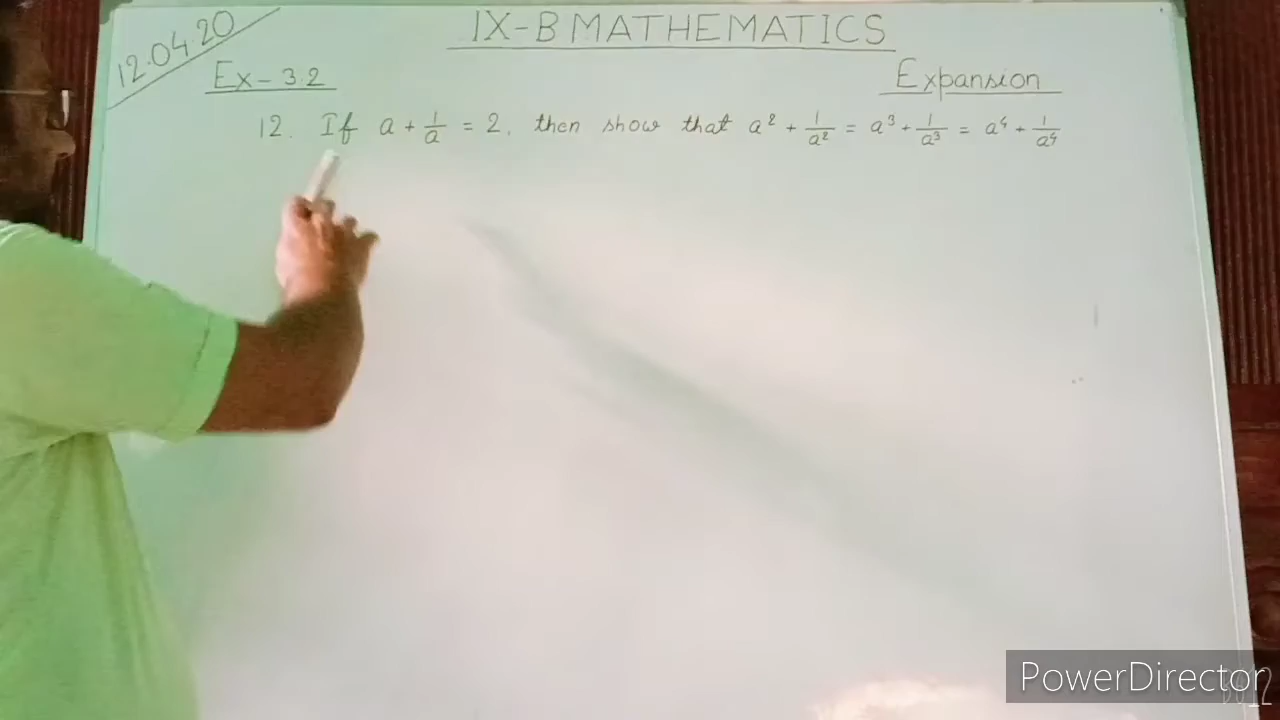 12.04.20
IX-B MATHEMATICS
Ex-3.2
Expansion
12. If a + 1/a = 2, then show that a² + 1/a² = a³ + 1/a³ = a⁴ + 1/a⁴
PowerDirector